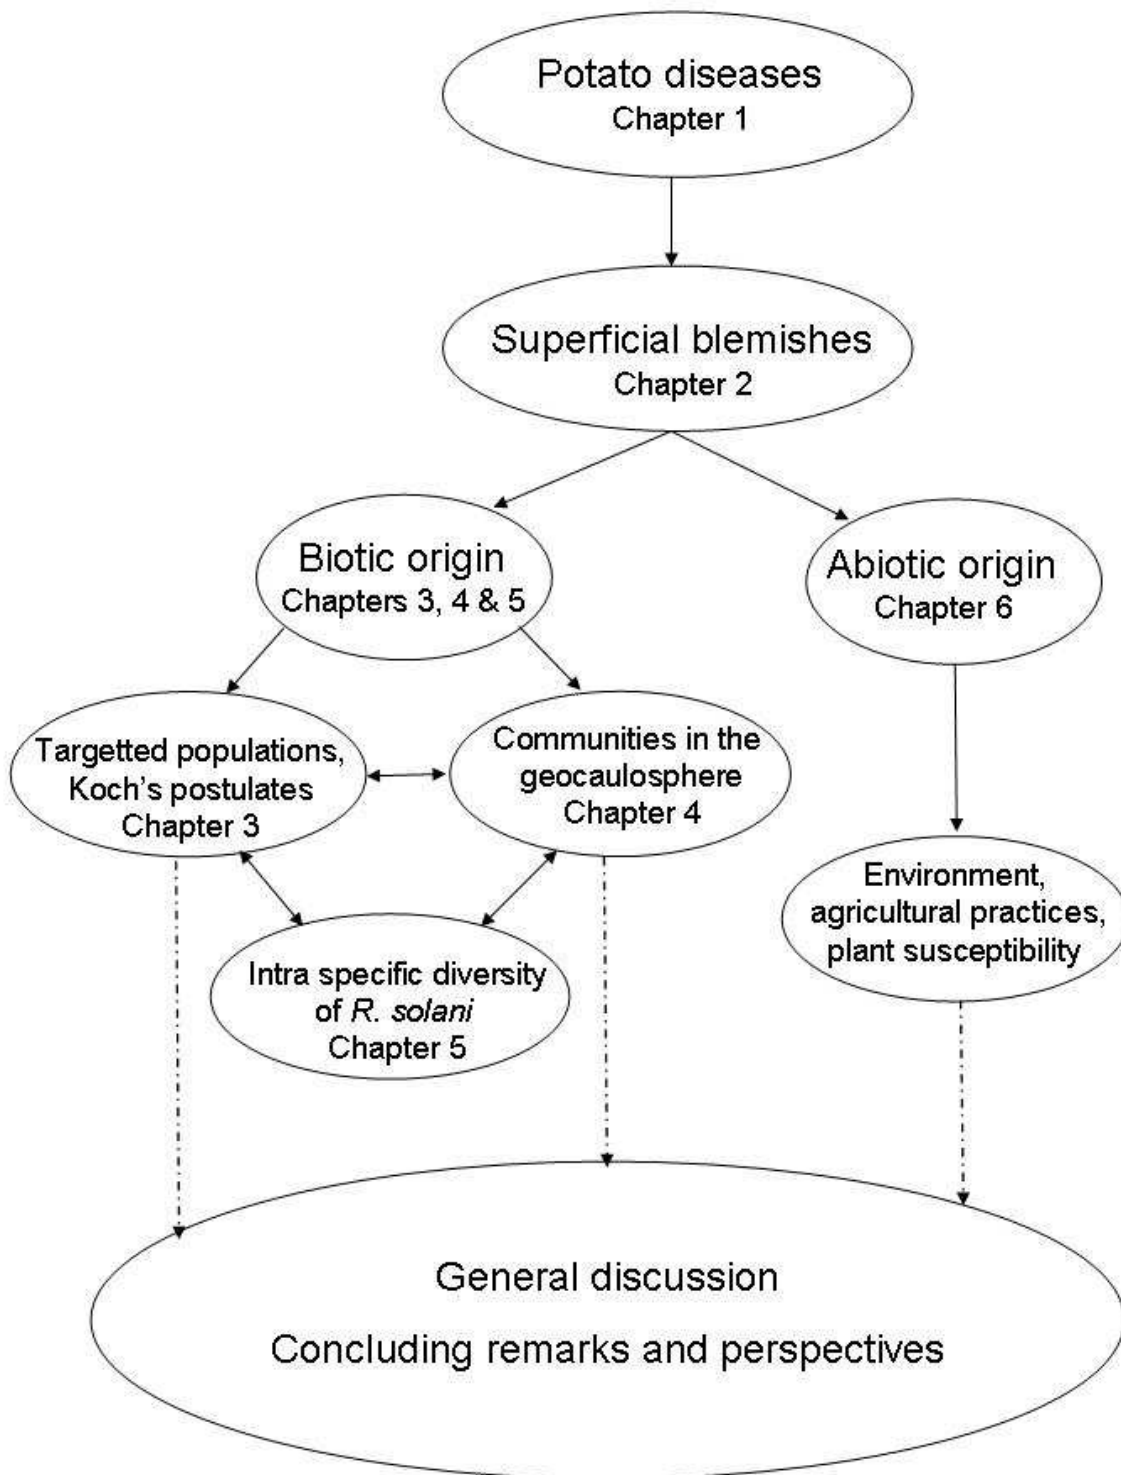 Potato diseases
Chapter 1
Superficial blemishes
Chapter 2
Biotic origin
Chapters 3, 4 & 5
Abiotic origin
Chapter 6
Targetted populations,
Koch's postulates
Chapter 3
Communities in the
geocaulosphere
Chapter 4
Environment,
agricultural practices,
plant susceptibility
Intra specific diversity
of R. solani
Chapter 5
General discussion
Concluding remarks and perspectives